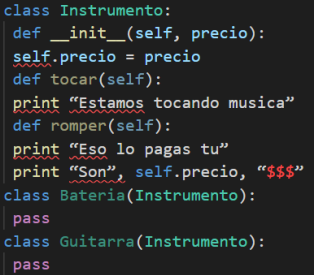 class Instrumento:
def __init__(self, precio):
self.precio = precio
def tocar(self):
print “Estamos tocando musica”
def romper(self):
print “Eso lo pagas tu”
print “Son”, self.precio, “$$$”
class Bateria(Instrumento):
pass
class Guitarra(Instrumento):
pass